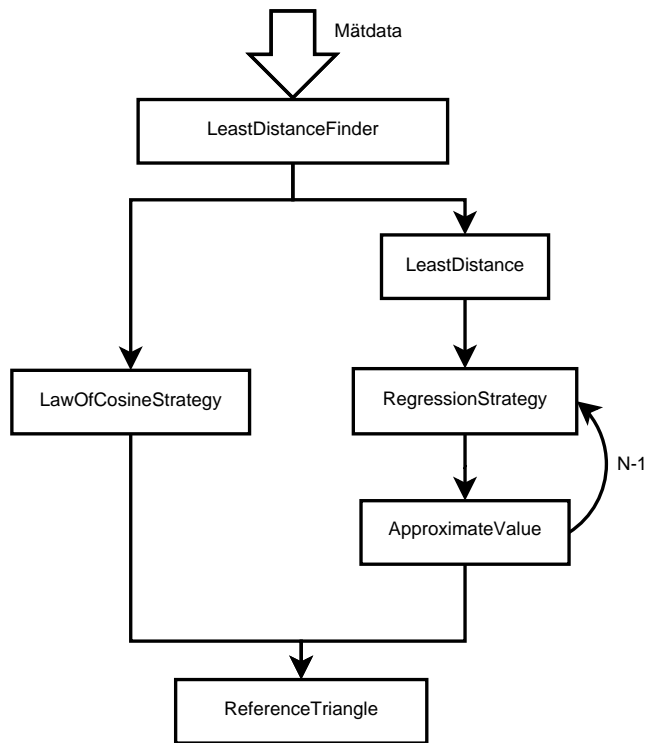 Mätdata
LeastDistanceFinder
LeastDistance
LawOfCosineStrategy
RegressionStrategy
N-1
ApproximateValue
ReferenceTriangle